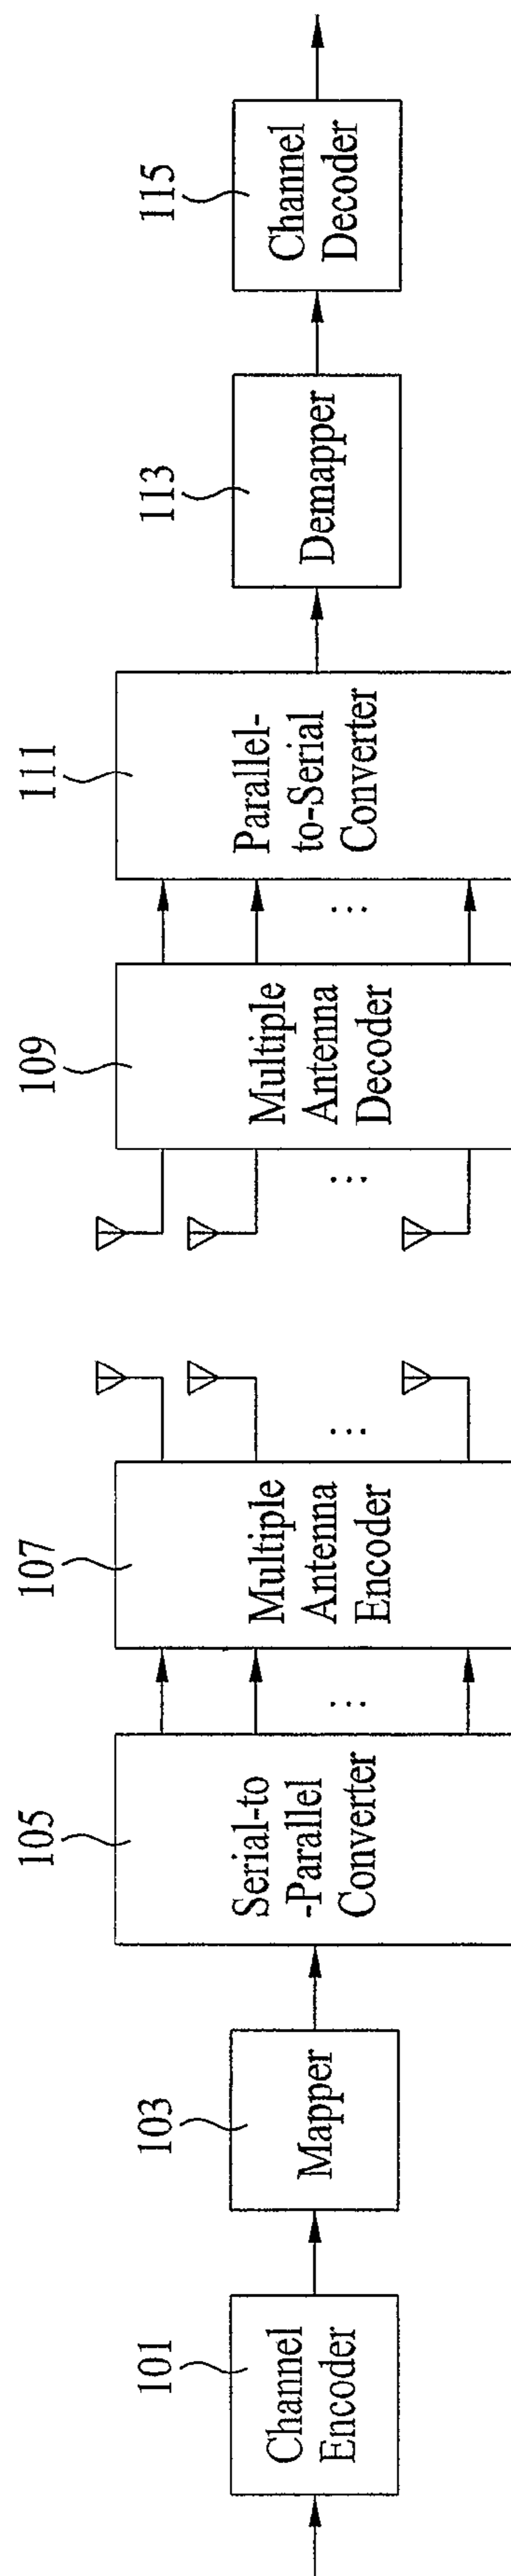 101
Channel
Encoder
103
Mapper
105
Serial-to
-Parallel
Converter
107
Multiple
Antenna
Encoder
109
Multiple
Antenna
Decoder
111
Parallel-
to-Serial
Converter
113
Demapper
115
Channel
Decoder